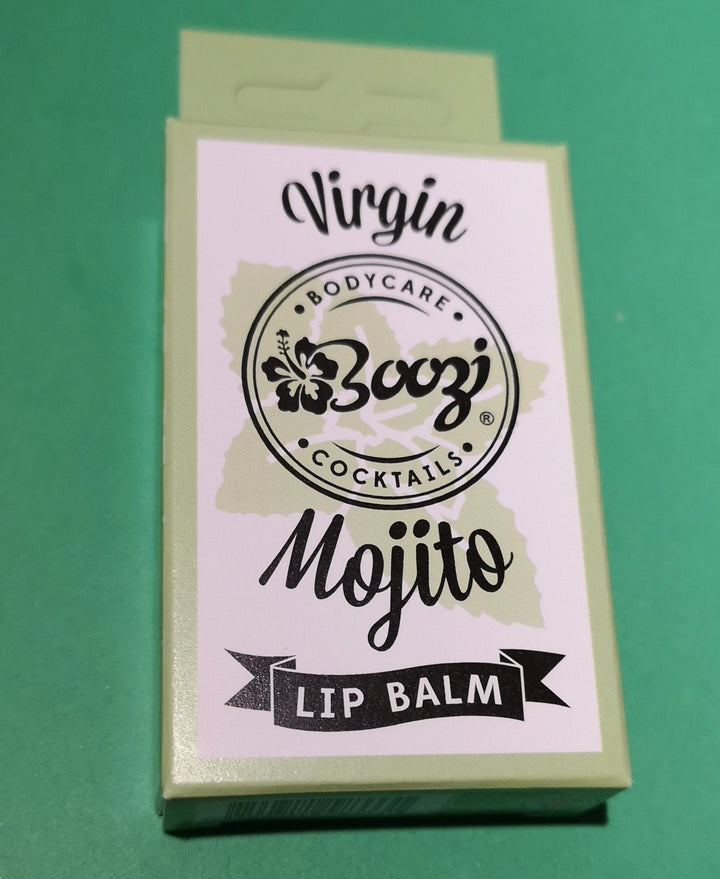 Virgin
BODYCARE
Boozi
®
COCKTAILS
Mojito
LIP BALM